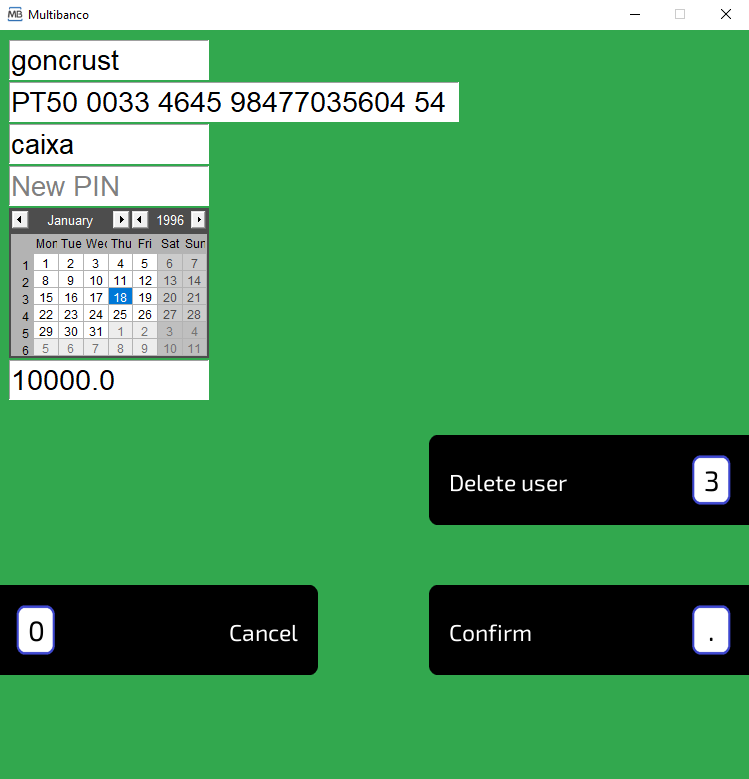 MB Multibanco
goncrust
PT50 0033 4645 98477035604 54
caixa
New PIN
January 1996
Mon Tue Wed Thu Fri Sat Sun
1 1 2 3 4 5 6 7
2 8 9 10 11 12 13 14
3 15 16 17 18 19 20 21
4 22 23 24 25 26 27 28
5 29 30 31 1 2 3 4
6 5 6 7 8 9 10 11
10000.0
Delete user 3
0 Cancel
Confirm .